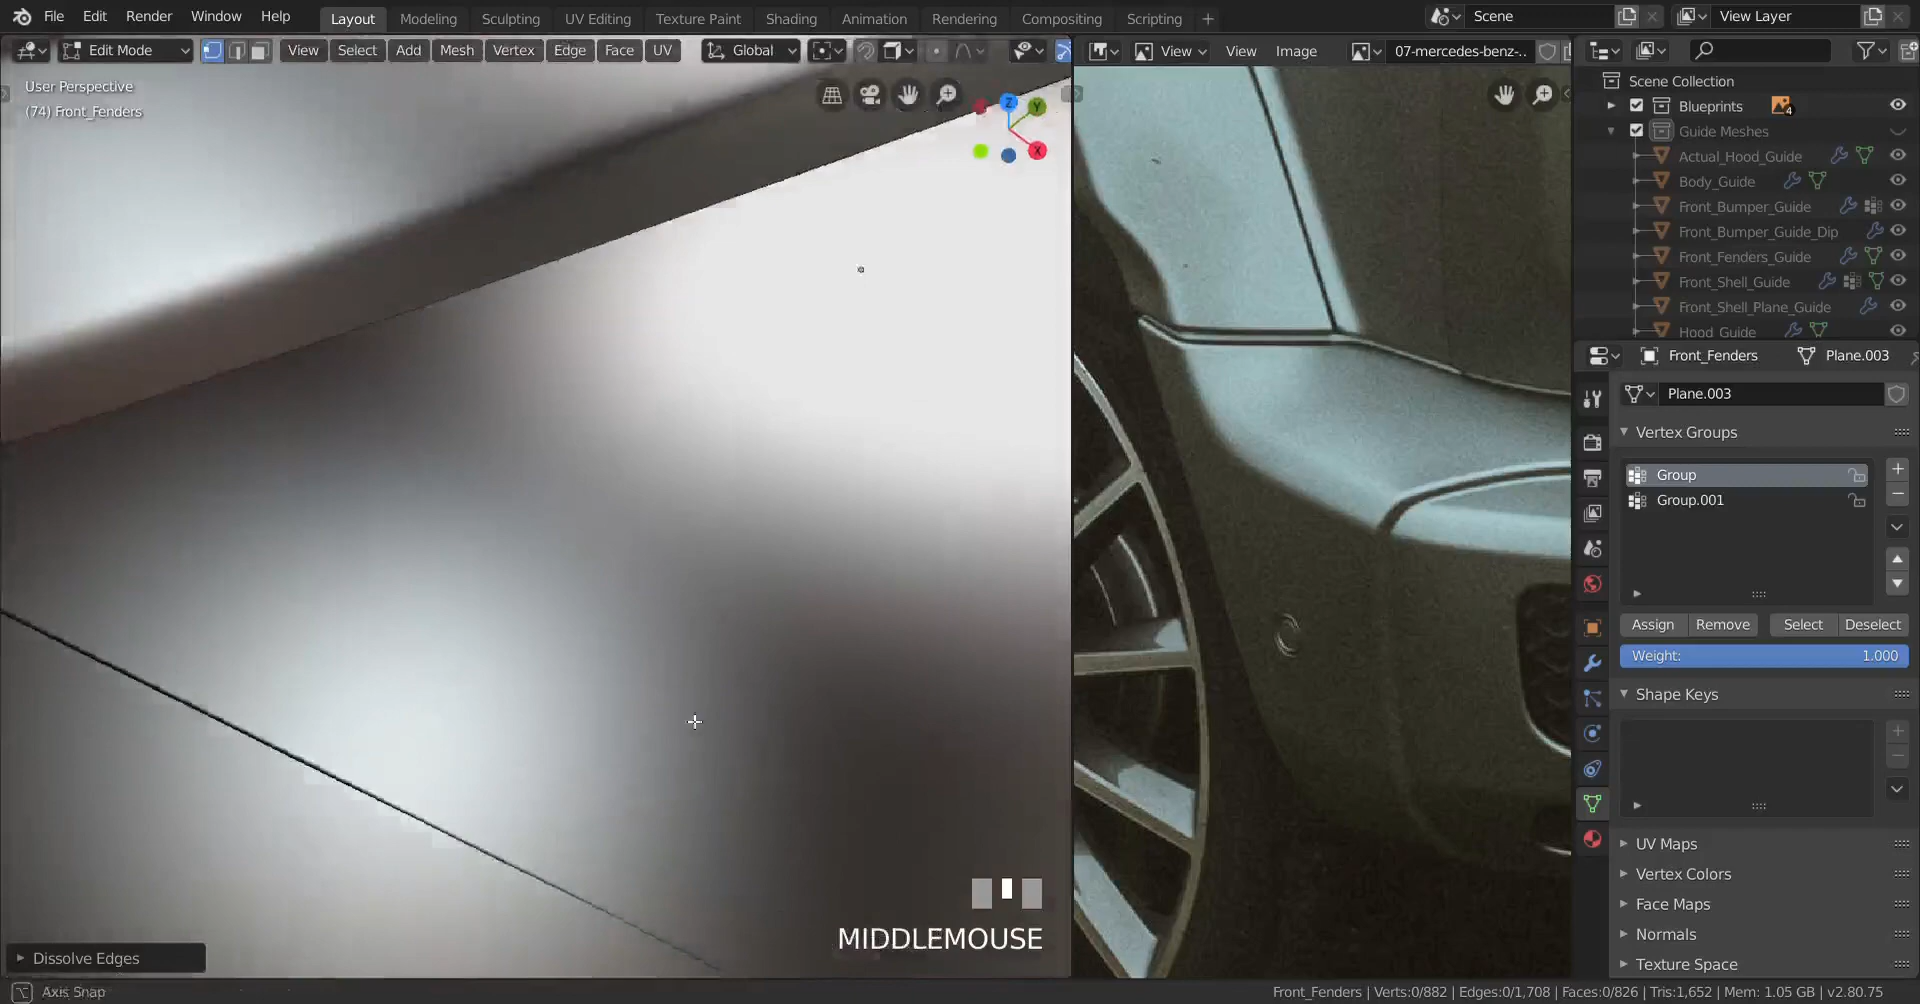 File Edit Render Window Help Layout Modeling Sculpting UV Editing Texture Paint Shading Animation Rendering Compositing Scripting Scene View Layer
Edit Mode View Select Add Mesh Vertex Edge Face UV Global View View Image 07-mercedes-benz-..
User Perspective
(74) Front_Fenders
Z
Y
X
Scene Collection
Blueprints 4
Guide Meshes
Actual_Hood_Guide
Body_Guide
Front_Bumper_Guide
Front_Bumper_Guide_Dip
Front_Fenders_Guide
Front_Shell_Guide
Front_Shell_Plane_Guide
Hood_Guide
Front_Fenders Plane.003
Plane.003
Vertex Groups
Group
Group.001
Assign Remove Select Deselect
Weight: 1.000
Shape Keys
UV Maps
Vertex Colors
Face Maps
Normals
Texture Space
MIDDLEMOUSE
Dissolve Edges
Axis Snap
Front_Fenders | Verts:0/882 | Edges:0/1,708 | Faces:0/826 | Tris:1,652 | Mem: 1.05 GB | v2.80.75